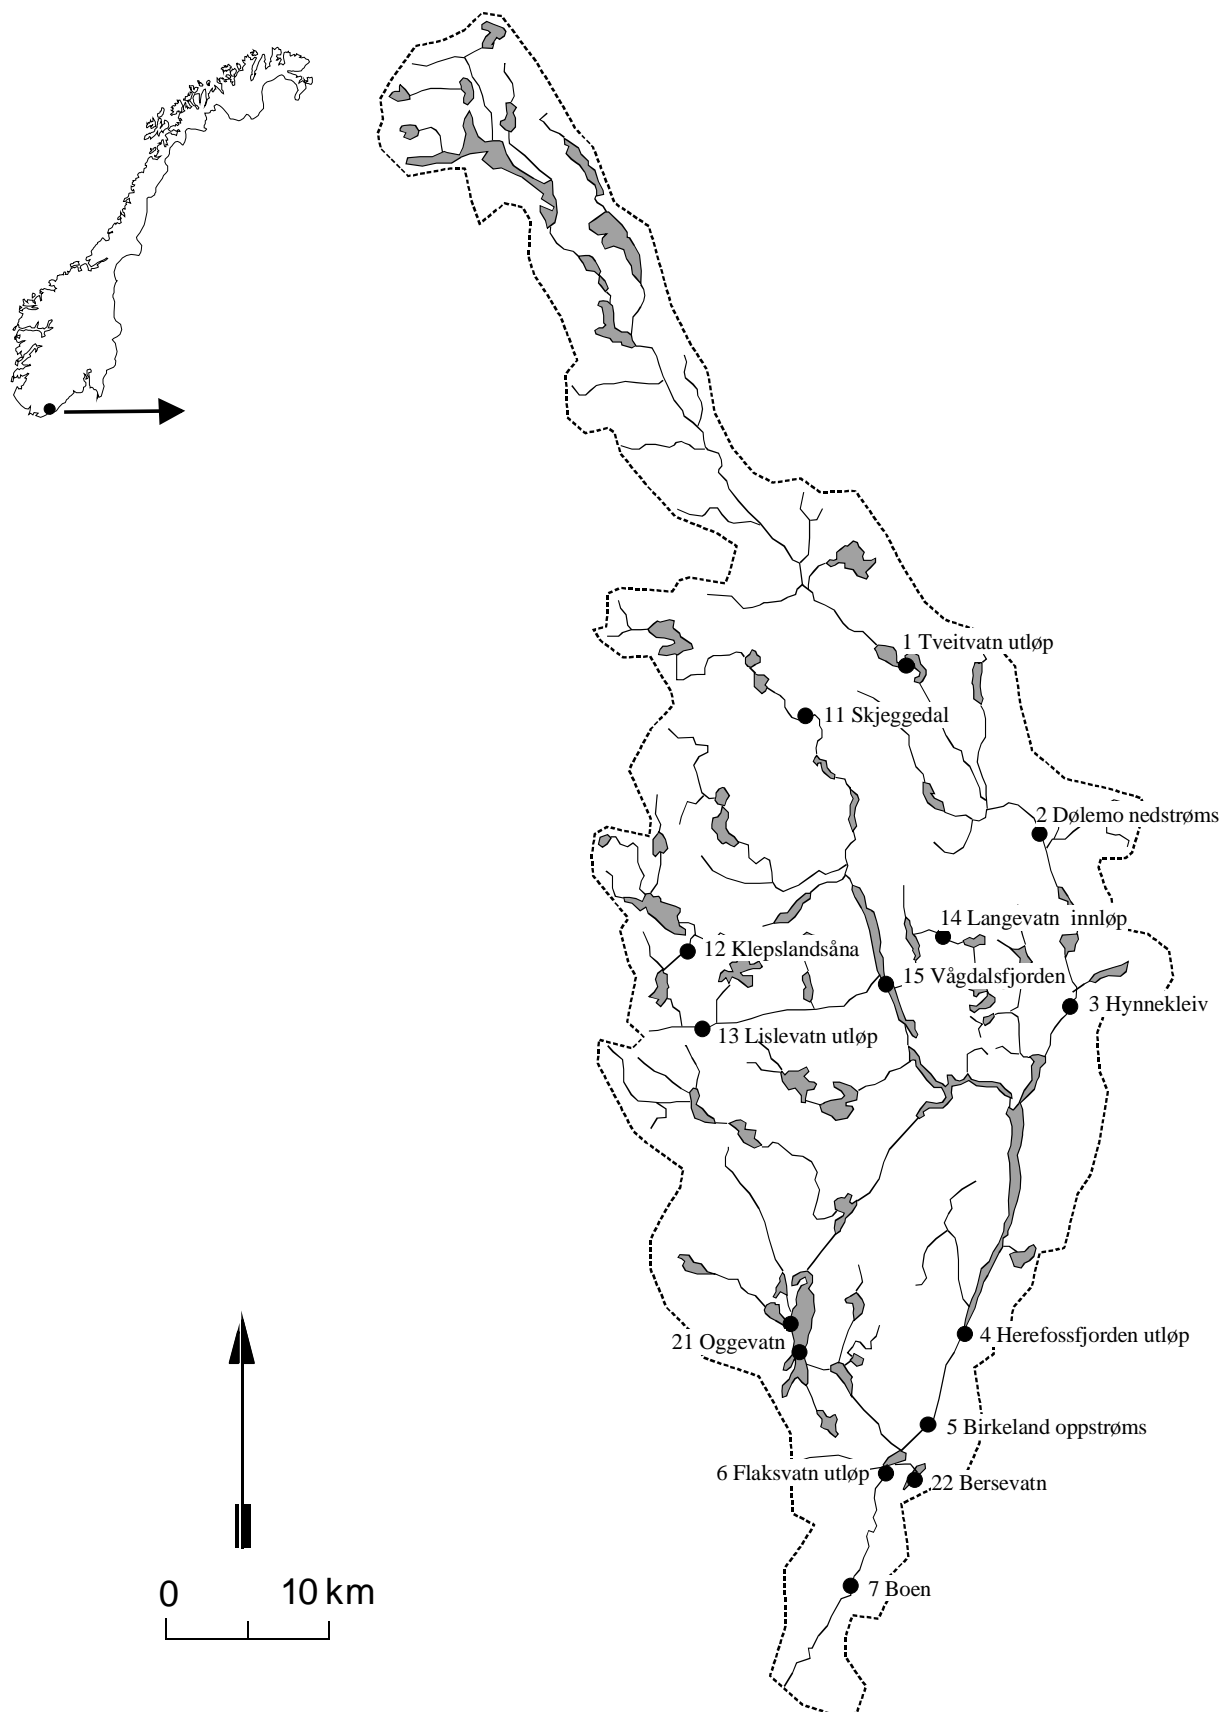 1 Tveitvatn utløp
11 Skjeggedal
2 Dølemo nedstrøms
14 Langevatn innløp
12 Klepslandsåna
15 Vågdalsfjorden
3 Hynnekleiv
13 Lislevatn utløp
4 Herefossfjorden utløp
21 Oggevatn
5 Birkeland oppstrøms
6 Flaksvatn utløp
22 Bersevatn
7 Boen
0 10 km